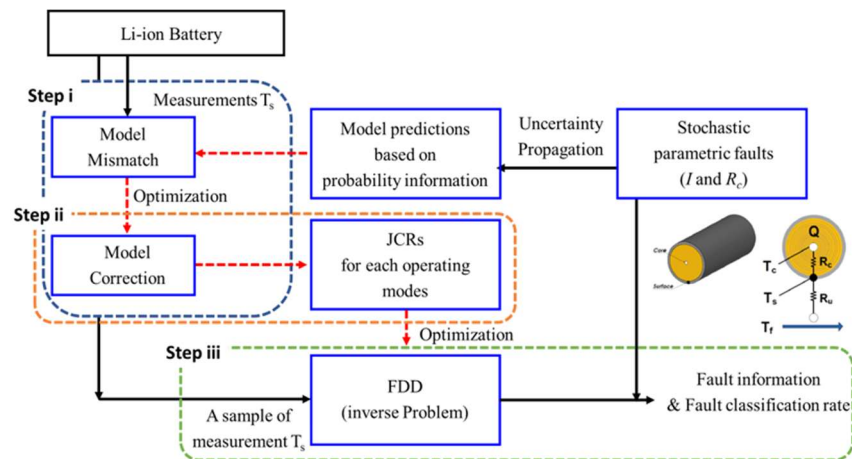 Li-ion Battery
Step i
Measurements Ts
Model
Mismatch
Model predictions
based on
probability information
Uncertainty
Propagation
Stochastic
parametric faults
(I and Rc)
Optimization
Step ii
Model
Correction
JCRs
for each operating
modes
Core
Surface
Q
Tc
Rc
Ts
Ru
Tf
Optimization
Step iii
FDD
(inverse Problem)
A sample of
measurement Ts
Fault information
& Fault classification rate